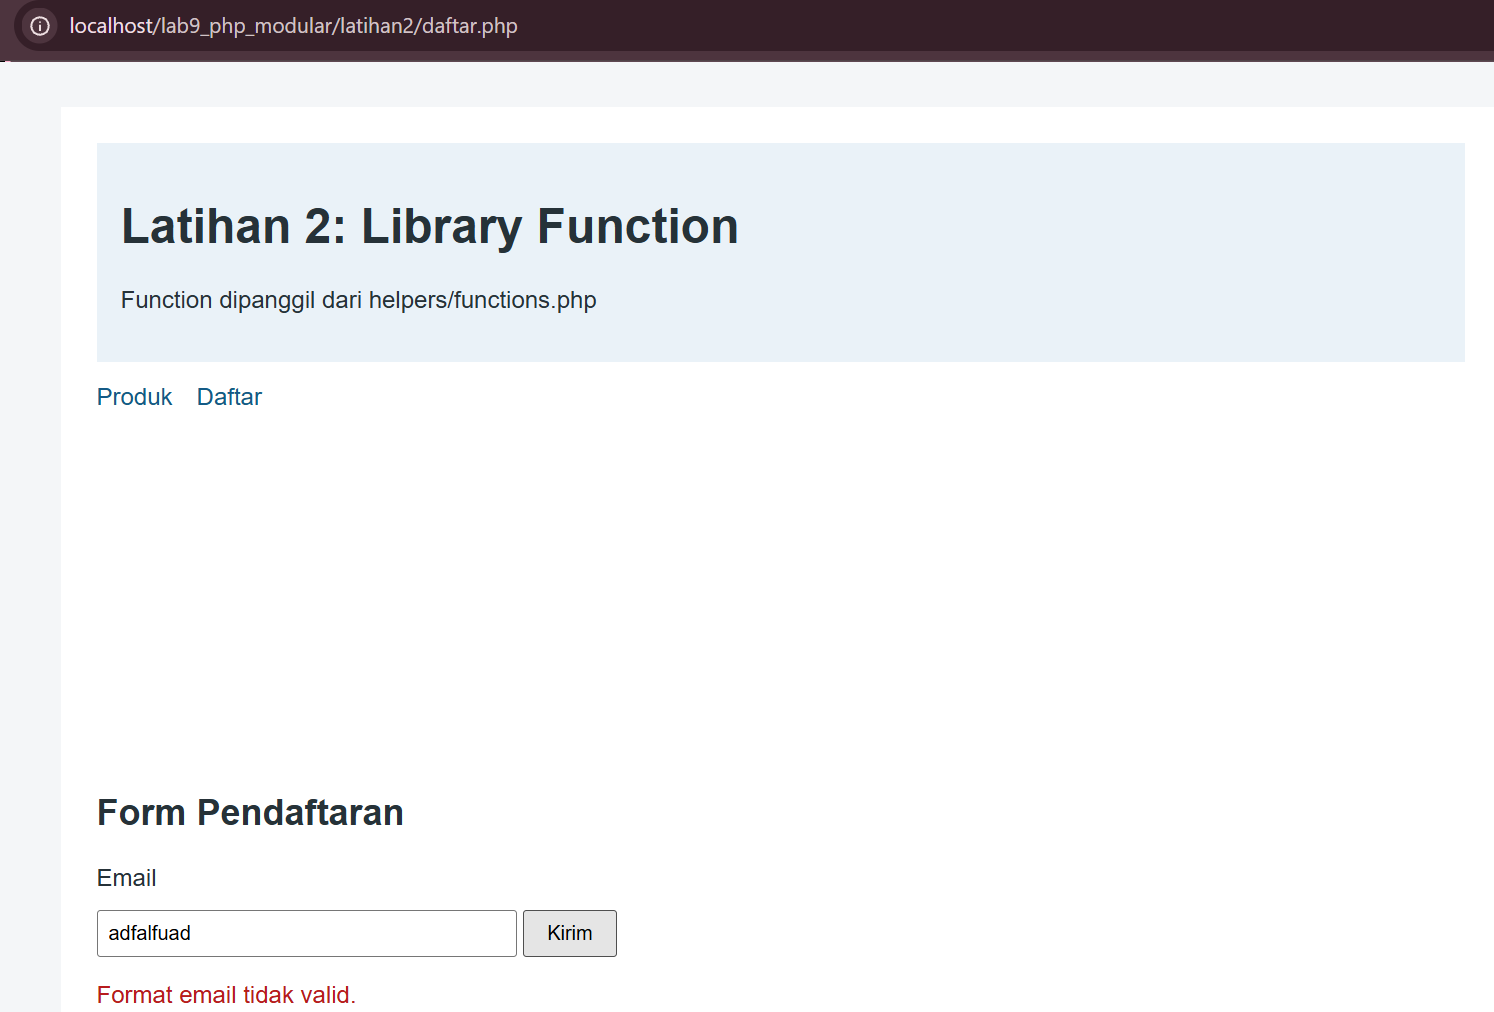 localhost/lab9_php_modular/latihan2/daftar.php
Latihan 2: Library Function
Function dipanggil dari helpers/functions.php
Produk Daftar
Form Pendaftaran
Email
adfalfuad Kirim
Format email tidak valid.